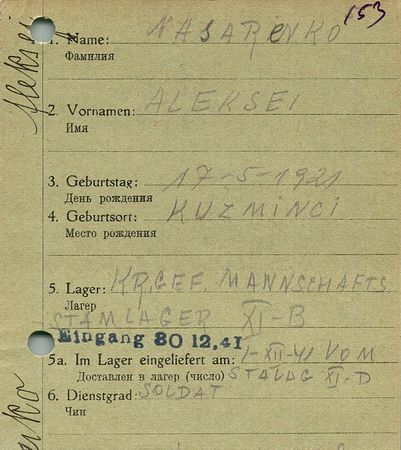 153
1. Name: NASARENKO
Фамилия
Aleksej
2. Vornamen: ALEKSEI
Имя
3. Geburtstag: 17-5-1921
День рождения
4. Geburtsort: KUZMINCI
Место рождения
5. Lager: KR.GEF. MANNSCHAFTS
Лагерь
STAMLAGER XI-B
Eingang 30 12.41
5a. Im Lager eingeliefert am: 1-XII-41 VOM
Доставлен в лагерь (число) STALAG XI-D
6. Dienstgrad: SOLDAT
Чин